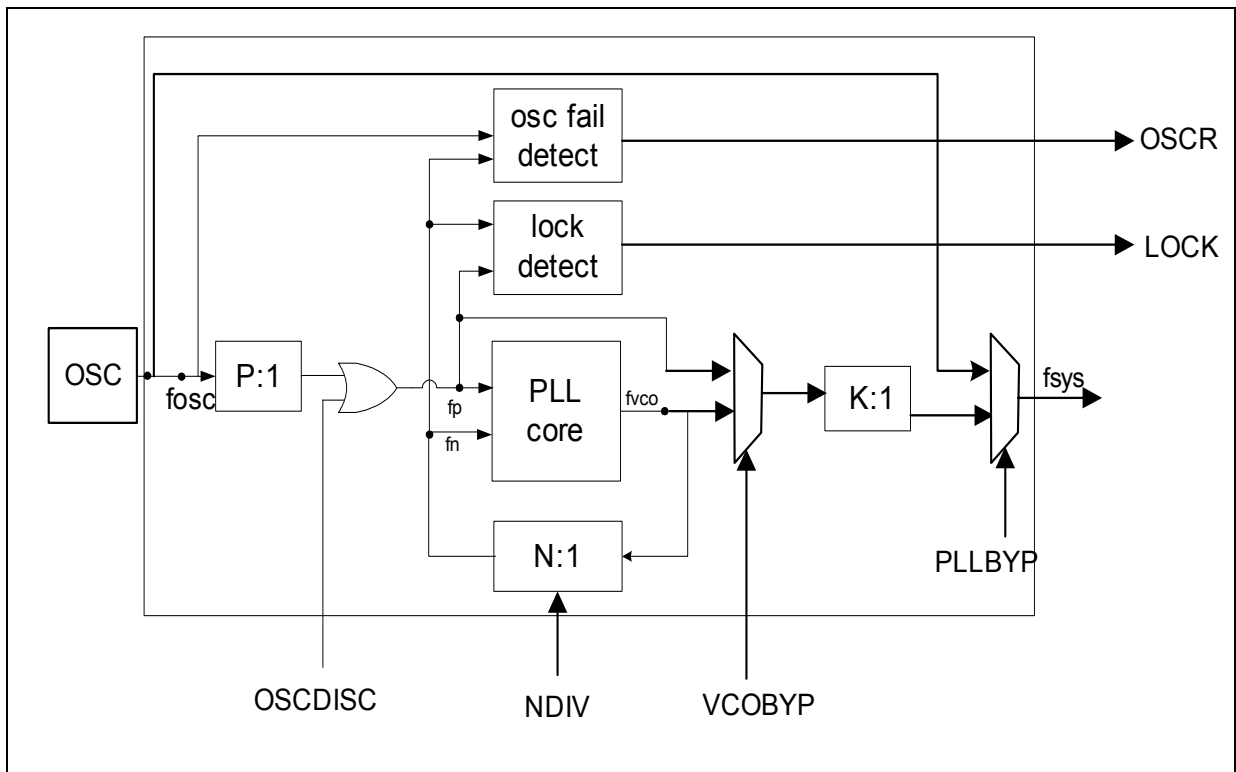 osc fail
detect
OSCR
lock
detect
LOCK
OSC
fosc
P:1
fp
fn
PLL
core
fvco
K:1
fsys
N:1
PLLBYP
OSCDISC
NDIV
VCOBYP